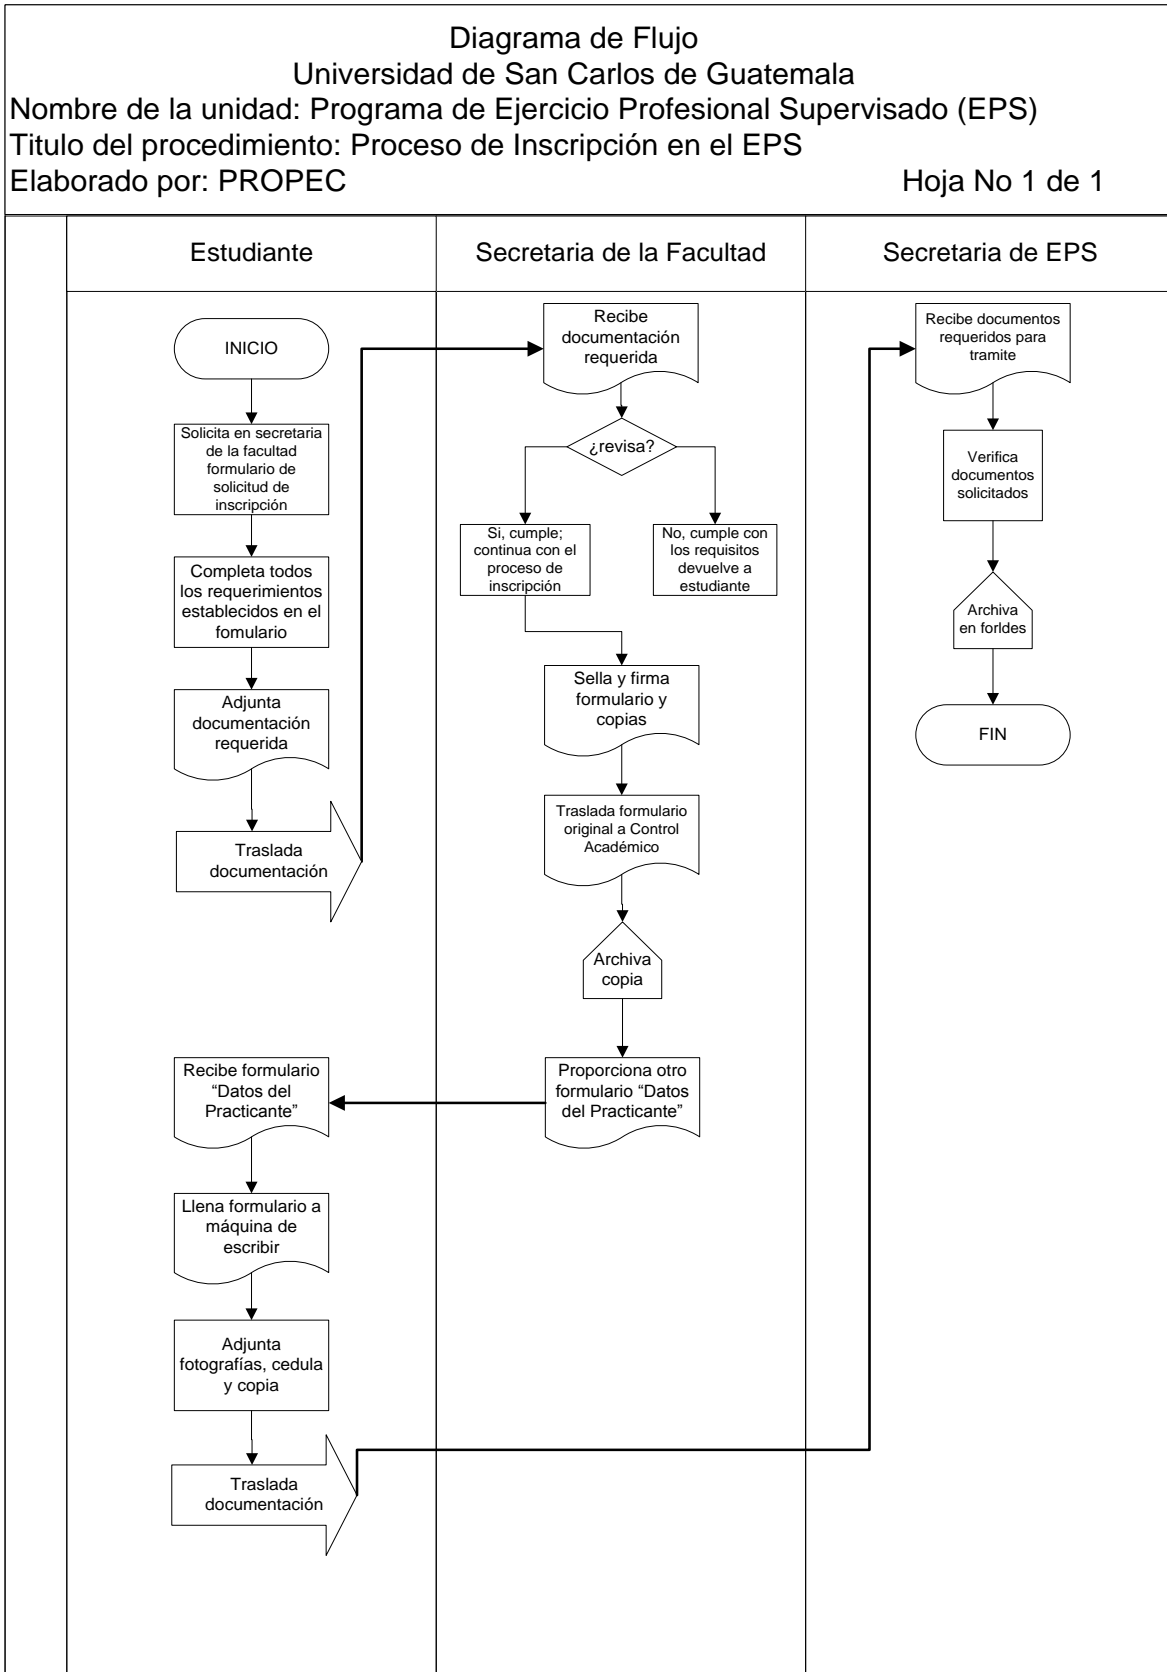 Diagrama de Flujo
Universidad de San Carlos de Guatemala
Nombre de la unidad: Programa de Ejercicio Profesional Supervisado (EPS)
Titulo del procedimiento: Proceso de Inscripción en el EPS
Elaborado por: PROPEC Hoja No 1 de 1
Estudiante
Secretaria de la Facultad
Secretaria de EPS
INICIO
Solicita en secretaria
de la facultad
formulario de
solicitud de
inscripción
Completa todos
los requerimientos
establecidos en el
fomulario
Adjunta
documentación
requerida
Traslada
documentación
Recibe
documentación
requerida
¿revisa?
Si, cumple;
continua con el
proceso de
inscripción
No, cumple con
los requisitos
devuelve a
estudiante
Sella y firma
formulario y
copias
Traslada formulario
original a Control
Académico
Archiva
copia
Proporciona otro
formulario “Datos
del Practicante”
Recibe formulario
“Datos del
Practicante”
Llena formulario a
máquina de
escribir
Adjunta
fotografías, cedula
y copia
Traslada
documentación
Recibe documentos
requeridos para
tramite
Verifica
documentos
solicitados
Archiva
en forldes
FIN